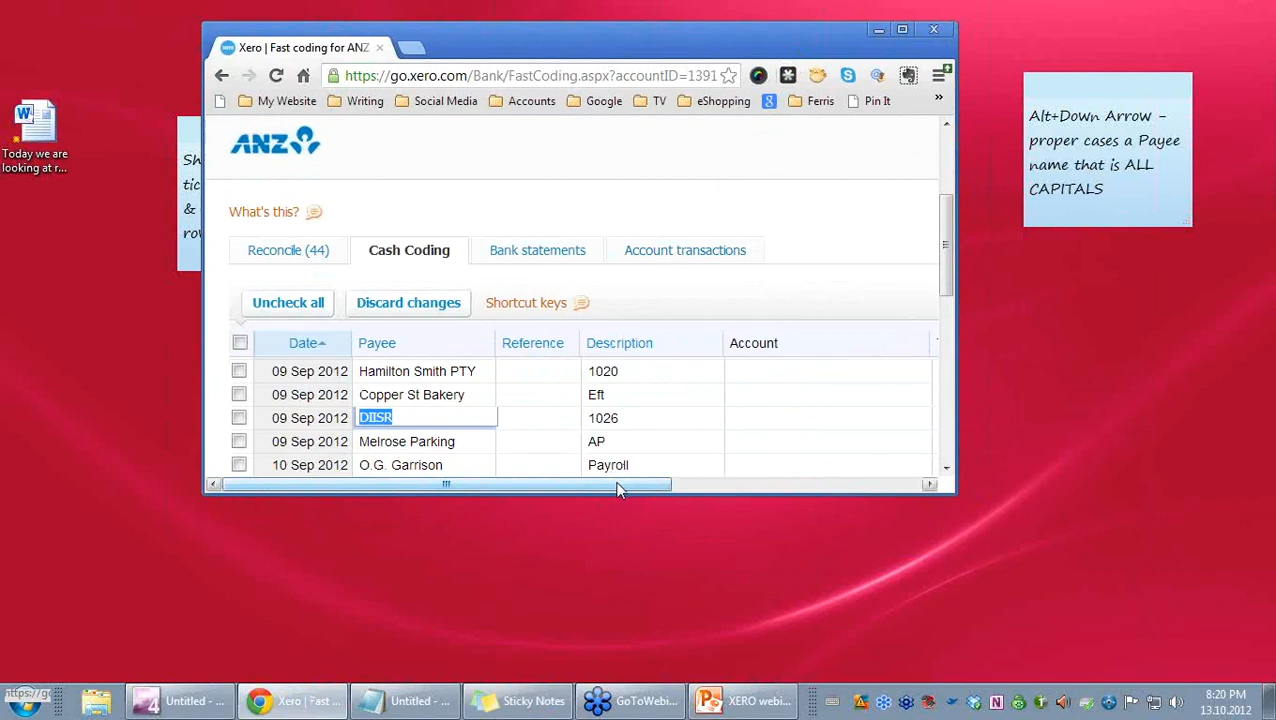 Xero | Fast coding for ANZ
https://go.xero.com/Bank/FastCoding.aspx?accountID=1391
My Website Writing Social Media Accounts Google TV eShopping Ferris Pin It »
ANZ
What's this?
Reconcile (44) Cash Coding Bank statements Account transactions
Uncheck all Discard changes Shortcut keys
Date Payee Reference Description Account
09 Sep 2012 Hamilton Smith PTY 1020
09 Sep 2012 Copper St Bakery Eft
09 Sep 2012 DIISR 1026
09 Sep 2012 Melrose Parking AP
10 Sep 2012 O.G. Garrison Payroll
Today we are
looking at r...
Sh
tic
&
rov
Alt+Down Arrow -
proper cases a Payee
name that is ALL
CAPITALS
https://go
Untitled - ... Xero | Fast... Untitled - ... Sticky Notes GoToWebi... XERO webi...
8:20 PM
13.10.2012